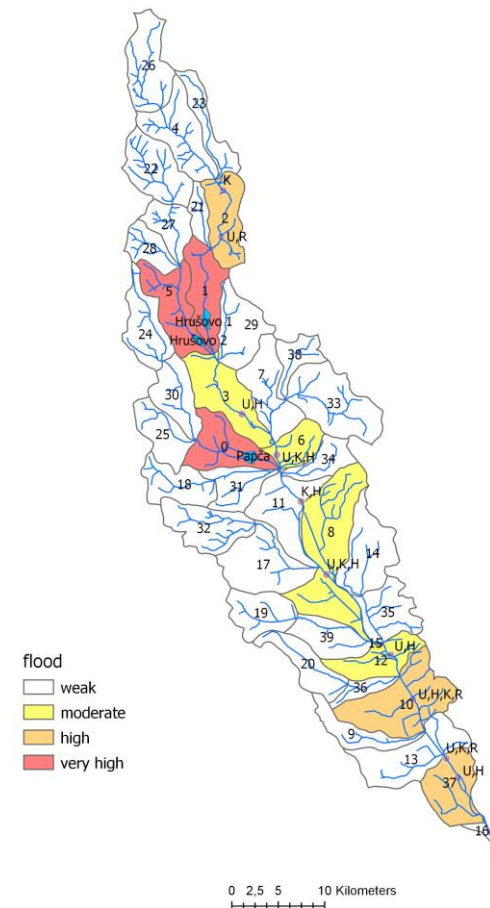 26
23
4
22
K
21
2
27
U,R
28
5
1
Hrušovo 1
29
24
Hrušovo 2
38
7
30
3
33
U,H
25
0
6
Papča
U,K,H
34
18
31
K,H
11
32
8
14
17
U,K,H
19
35
39
15
U,H
20
12
36
U,H,K,R
10
9
13
U,K,R
U,H
37
16
flood
weak
moderate
high
very high
0 2,5 5 10 Kilometers